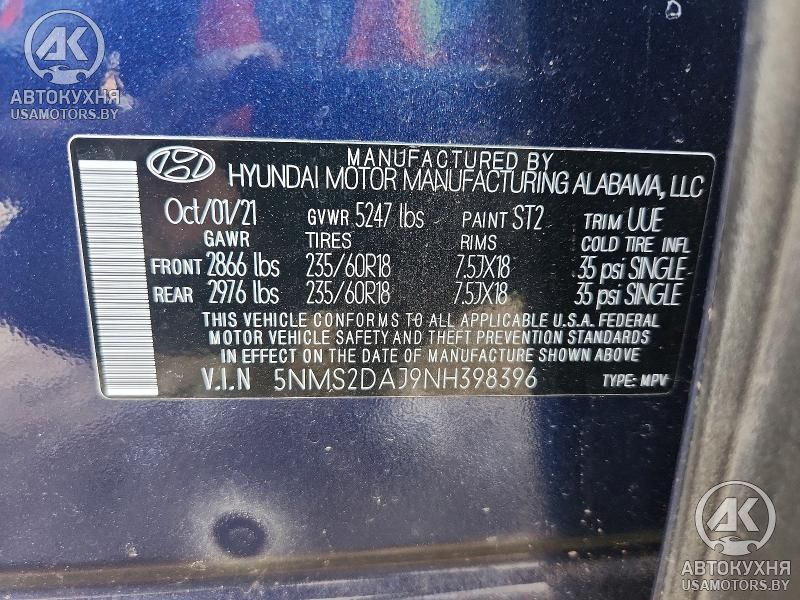 AK
АВТОКУХНЯ
USAMOTORS.BY
MANUFACTURED BY
HYUNDAI MOTOR MANUFACTURING ALABAMA, LLC
Oct/01/21 GVWR 5247 lbs PAINT ST2 TRIM UUE
GAWR TIRES RIMS COLD TIRE INFL
FRONT 2866 lbs 235/60R18 7.5JX18 35 psi SINGLE
REAR 2976 lbs 235/60R18 7.5JX18 35 psi SINGLE
THIS VEHICLE CONFORMS TO ALL APPLICABLE U.S.A. FEDERAL
MOTOR VEHICLE SAFETY AND THEFT PREVENTION STANDARDS
IN EFFECT ON THE DATE OF MANUFACTURE SHOWN ABOVE
V.I.N 5NMS2DAJ9NH398396 TYPE: MPV
AK
АВТОКУХНЯ
USAMOTORS.BY